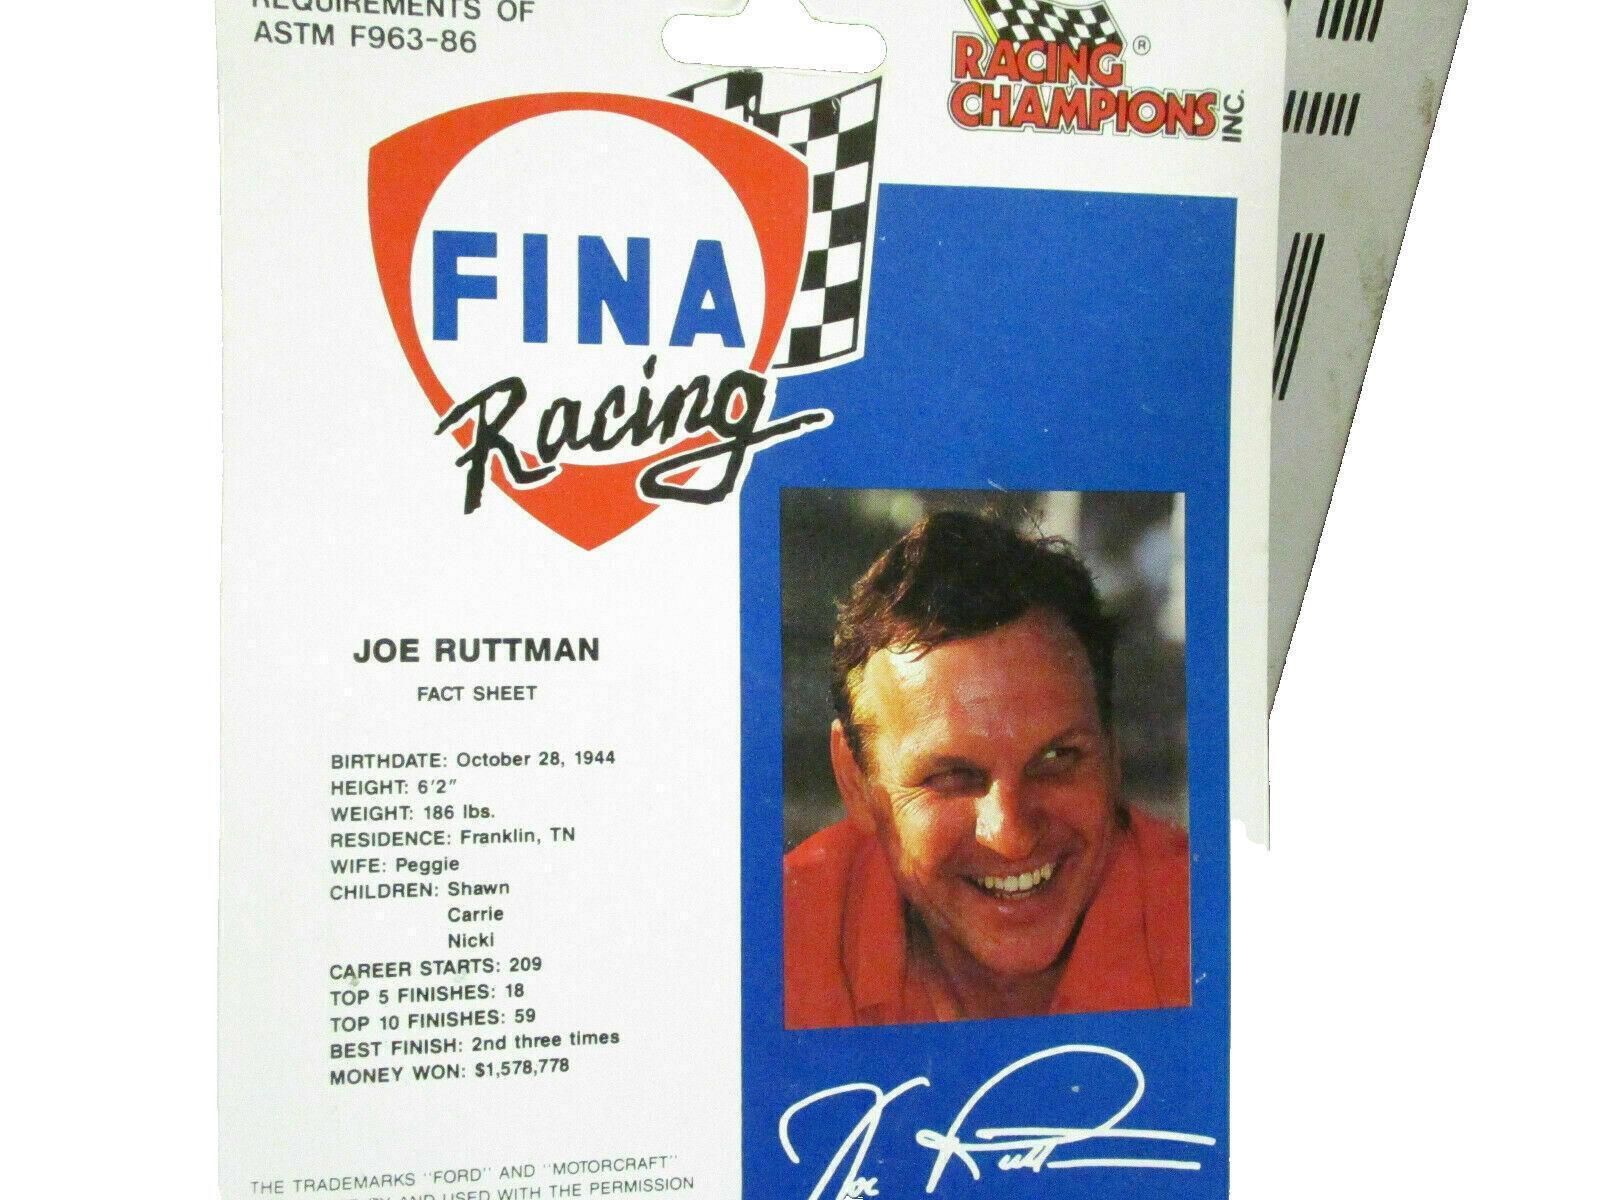 REQUIREMENTS OF
ASTM F963-86
RACING ®
CHAMPIONS INC.
FINA
Racing
JOE RUTTMAN
FACT SHEET
BIRTHDATE: October 28, 1944
HEIGHT: 6'2"
WEIGHT: 186 lbs.
RESIDENCE: Franklin, TN
WIFE: Peggie
CHILDREN: Shawn
Carrie
Nicki
CAREER STARTS: 209
TOP 5 FINISHES: 18
TOP 10 FINISHES: 59
BEST FINISH: 2nd three times
MONEY WON: $1,578,778
Joe Ruttman
THE TRADEMARKS "FORD" AND "MOTORCRAFT"
AND USED WITH THE PERMISSION